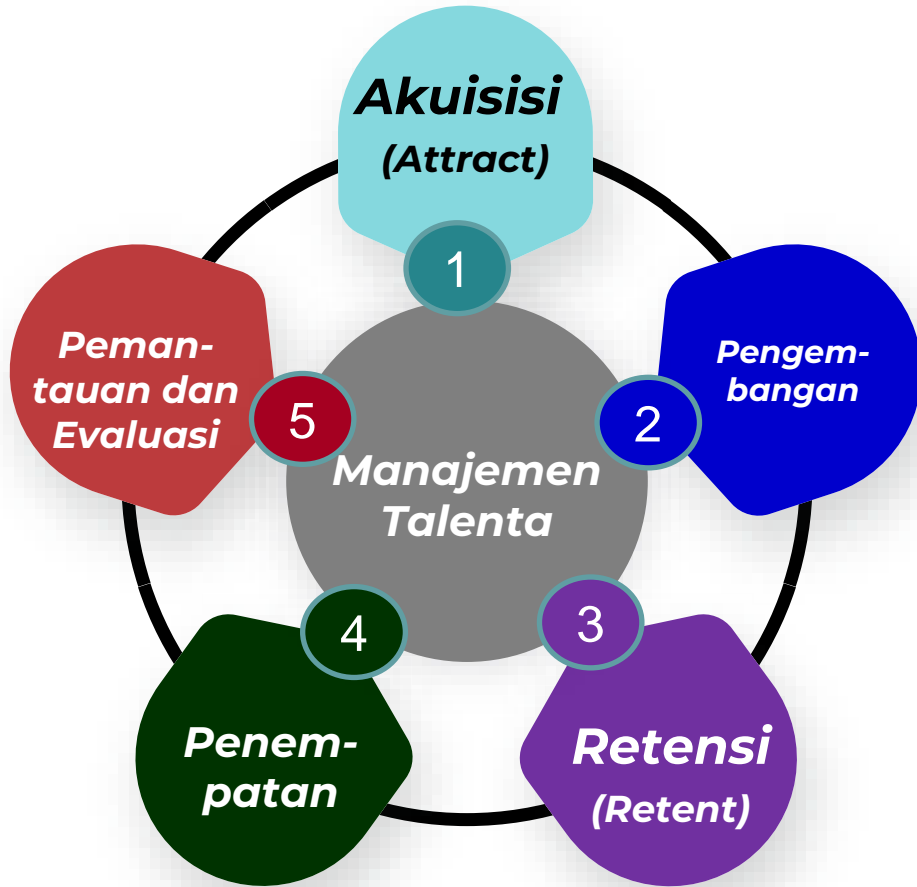 Akuisisi
(Attract)
1
Pengem-
bangan
2
Retensi
(Retent)
3
Penem-
patan
4
Peman-
tauan dan
Evaluasi
5
Manajemen
Talenta